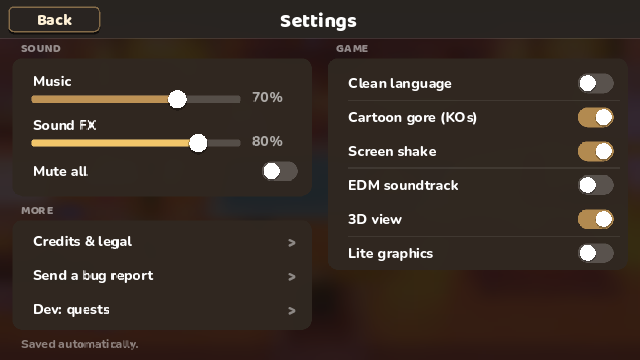 Back
Settings
SOUND
Music
70%
Sound FX
80%
Mute all
MORE
Credits & legal >
Send a bug report >
Dev: quests >
Saved automatically.
GAME
Clean language
Cartoon gore (KOs)
Screen shake
EDM soundtrack
3D view
Lite graphics